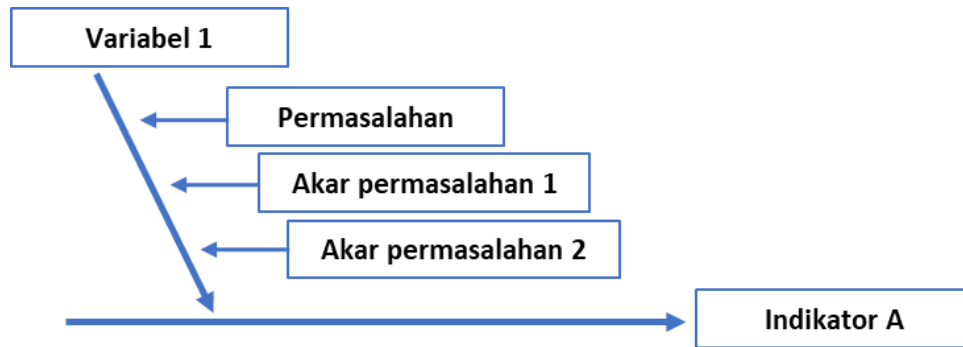 Variabel 1
Permasalahan
Akar permasalahan 1
Akar permasalahan 2
Indikator A